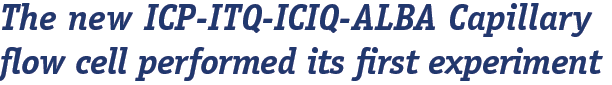 The new ICP-ITQ-ICIQ-ALBA Capillary
flow cell performed its first experiment